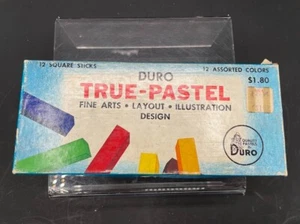 12 SQUARE STICKS
12 ASSORTED COLORS
$1.80
DURO
TRUE-PASTEL
FINE ARTS • LAYOUT • ILLUSTRATION
DESIGN
DURO